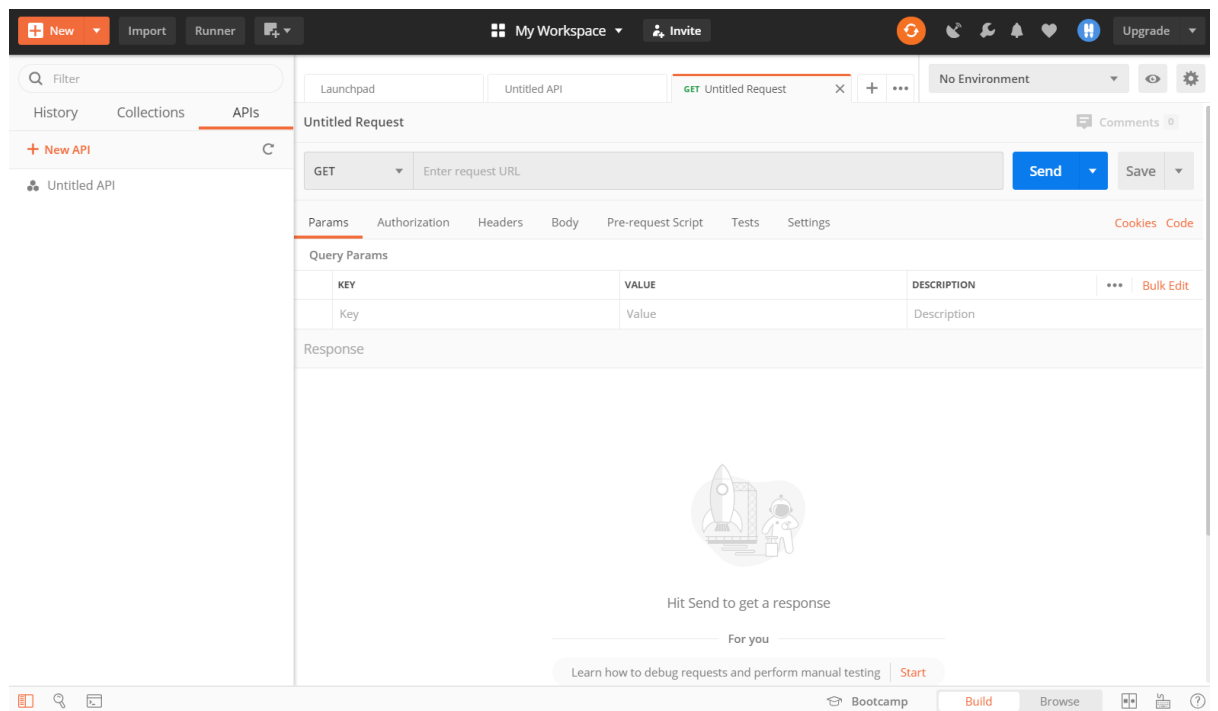 New Import Runner My Workspace Invite Upgrade
Filter
History Collections APIs
+ New API
Untitled API
Launchpad Untitled API GET Untitled Request No Environment
Untitled Request Comments 0
GET Enter request URL Send Save
Params Authorization Headers Body Pre-request Script Tests Settings Cookies Code
Query Params
KEY VALUE DESCRIPTION Bulk Edit
Key Value Description
Response
Hit Send to get a response
For you
Learn how to debug requests and perform manual testing Start
Bootcamp Build Browse